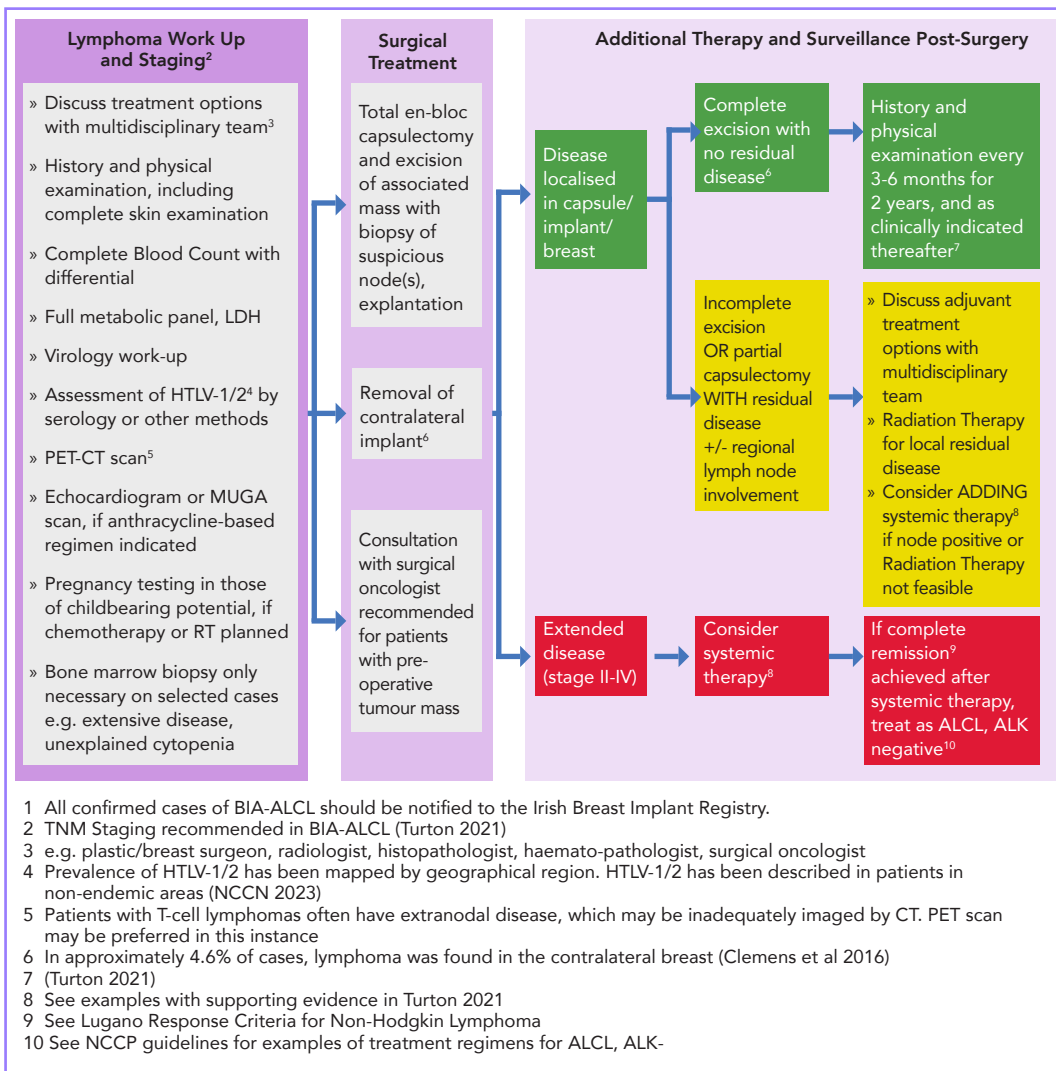 Lymphoma Work Up
and Staging2
» Discuss treatment options
with multidisciplinary team3
» History and physical
examination, including
complete skin examination
» Complete Blood Count with
differential
» Full metabolic panel, LDH
» Virology work-up
» Assessment of HTLV-1/24 by
serology or other methods
» PET-CT scan5
» Echocardiogram or MUGA
scan, if anthracycline-based
regimen indicated
» Pregnancy testing in those
of childbearing potential, if
chemotherapy or RT planned
» Bone marrow biopsy only
necessary on selected cases
e.g. extensive disease,
unexplained cytopenia
Surgical
Treatment
Total en-bloc
capsulectomy
and excision
of associated
mass with
biopsy of
suspicious
node(s),
explantation
Removal of
contralateral
implant6
Consultation
with surgical
oncologist
recommended
for patients
with pre-
operative
tumour mass
Additional Therapy and Surveillance Post-Surgery
Disease
localised
in capsule/
implant/
breast
Complete
excision with
no residual
disease6
History and
physical
examination every
3-6 months for
2 years, and as
clinically indicated
thereafter7
Incomplete
excision
OR partial
capsulectomy
WITH residual
disease
+/- regional
lymph node
involvement
» Discuss adjuvant
treatment
options with
multidisciplinary
team
» Radiation Therapy
for local residual
disease
» Consider ADDING
systemic therapy8
if node positive or
Radiation Therapy
not feasible
Extended
disease
(stage II-IV)
Consider
systemic
therapy8
If complete
remission9
achieved after
systemic therapy,
treat as ALCL, ALK
negative10
1 All confirmed cases of BIA-ALCL should be notified to the Irish Breast Implant Registry.
2 TNM Staging recommended in BIA-ALCL (Turton 2021)
3 e.g. plastic/breast surgeon, radiologist, histopathologist, haemato-pathologist, surgical oncologist
4 Prevalence of HTLV-1/2 has been mapped by geographical region. HTLV-1/2 has been described in patients in
non-endemic areas (NCCN 2023)
5 Patients with T-cell lymphomas often have extranodal disease, which may be inadequately imaged by CT. PET scan
may be preferred in this instance
6 In approximately 4.6% of cases, lymphoma was found in the contralateral breast (Clemens et al 2016)
7 (Turton 2021)
8 See examples with supporting evidence in Turton 2021
9 See Lugano Response Criteria for Non-Hodgkin Lymphoma
10 See NCCP guidelines for examples of treatment regimens for ALCL, ALK-